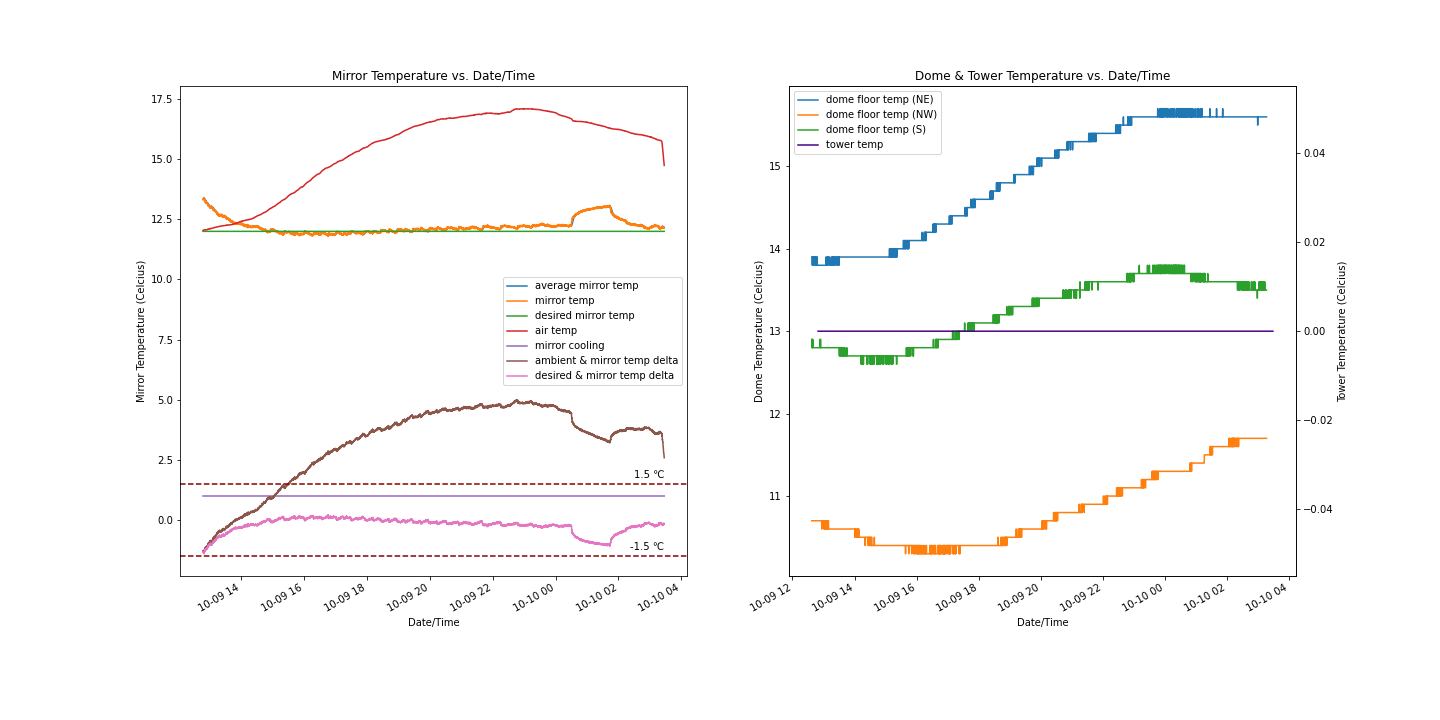 Mirror Temperature vs. Date/Time
17.5
15.0
12.5
10.0
7.5
5.0
2.5
0.0
Mirror Temperature (Celcius)
average mirror temp
mirror temp
desired mirror temp
air temp
mirror cooling
ambient & mirror temp delta
desired & mirror temp delta
1.5 °C
-1.5 °C
10-09 14
10-09 16
10-09 18
10-09 20
10-09 22
10-10 00
10-10 02
10-10 04
Date/Time
Dome & Tower Temperature vs. Date/Time
dome floor temp (NE)
dome floor temp (NW)
dome floor temp (S)
tower temp
15
14
13
12
11
Dome Temperature (Celcius)
0.04
0.02
0.00
−0.02
−0.04
Tower Temperature (Celcius)
10-09 12
10-09 14
10-09 16
10-09 18
10-09 20
10-09 22
10-10 00
10-10 02
10-10 04
Date/Time